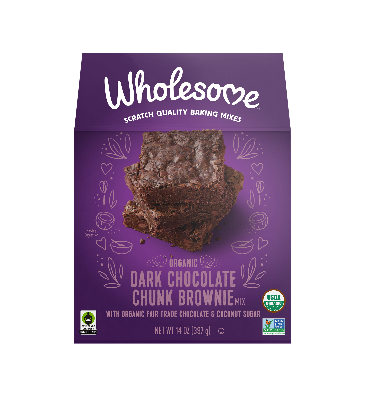 Wholesome
SCRATCH QUALITY BAKING MIXES
ORGANIC
DARK CHOCOLATE
CHUNK BROWNIE MIX
WITH ORGANIC FAIR TRADE CHOCOLATE & COCONUT SUGAR
NET WT 14 OZ (397 g)
USDA
ORGANIC